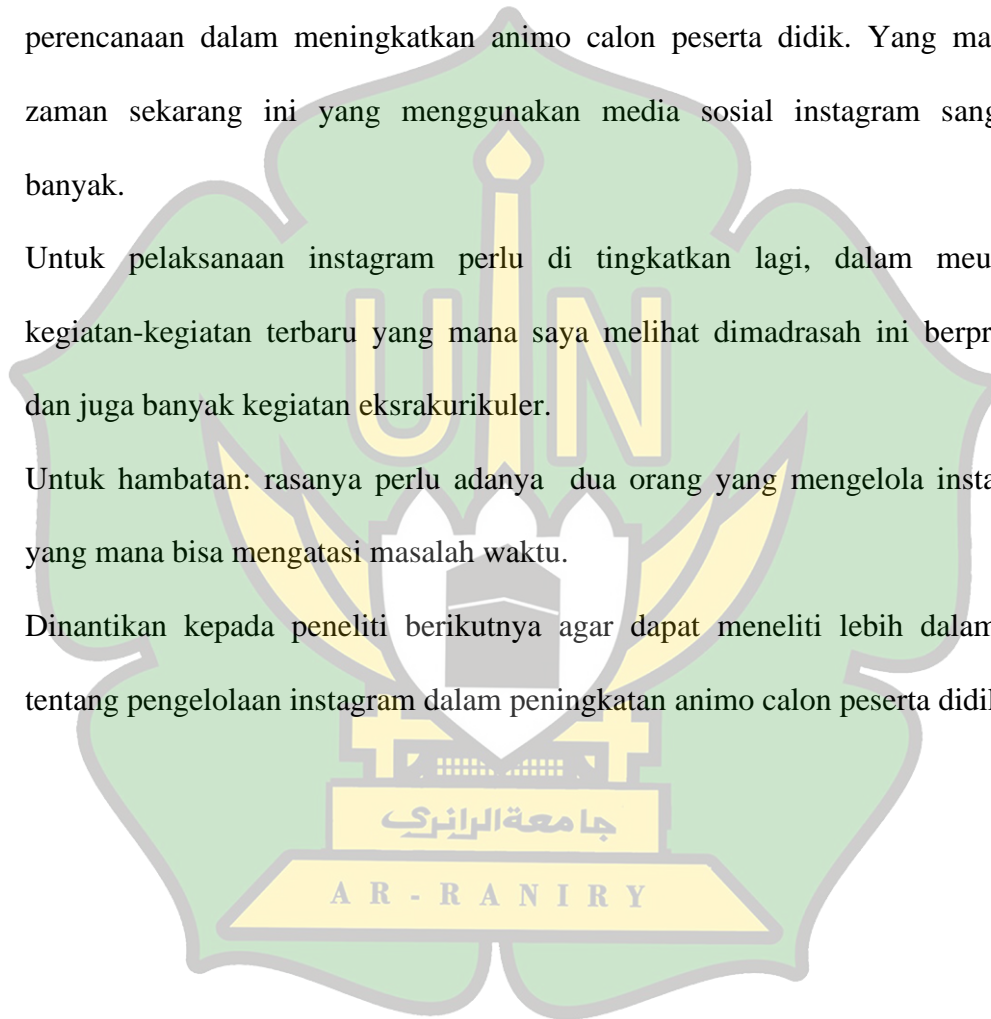 perencanaan dalam meningkatkan animo calon peserta didik. Yang ma
zaman sekarang ini yang menggunakan media sosial instagram sang
banyak.
Untuk pelaksanaan instagram perlu di tingkatkan lagi, dalam meu
kegiatan-kegiatan terbaru yang mana saya melihat dimadrasah ini berpr
dan juga banyak kegiatan eksrakurikuler.
Untuk hambatan: rasanya perlu adanya dua orang yang mengelola insta
yang mana bisa mengatasi masalah waktu.
Dinantikan kepada peneliti berikutnya agar dapat meneliti lebih dalam
tentang pengelolaan instagram dalam peningkatan animo calon peserta didik
UIN
جامعة الرانري
AR-RANIRY